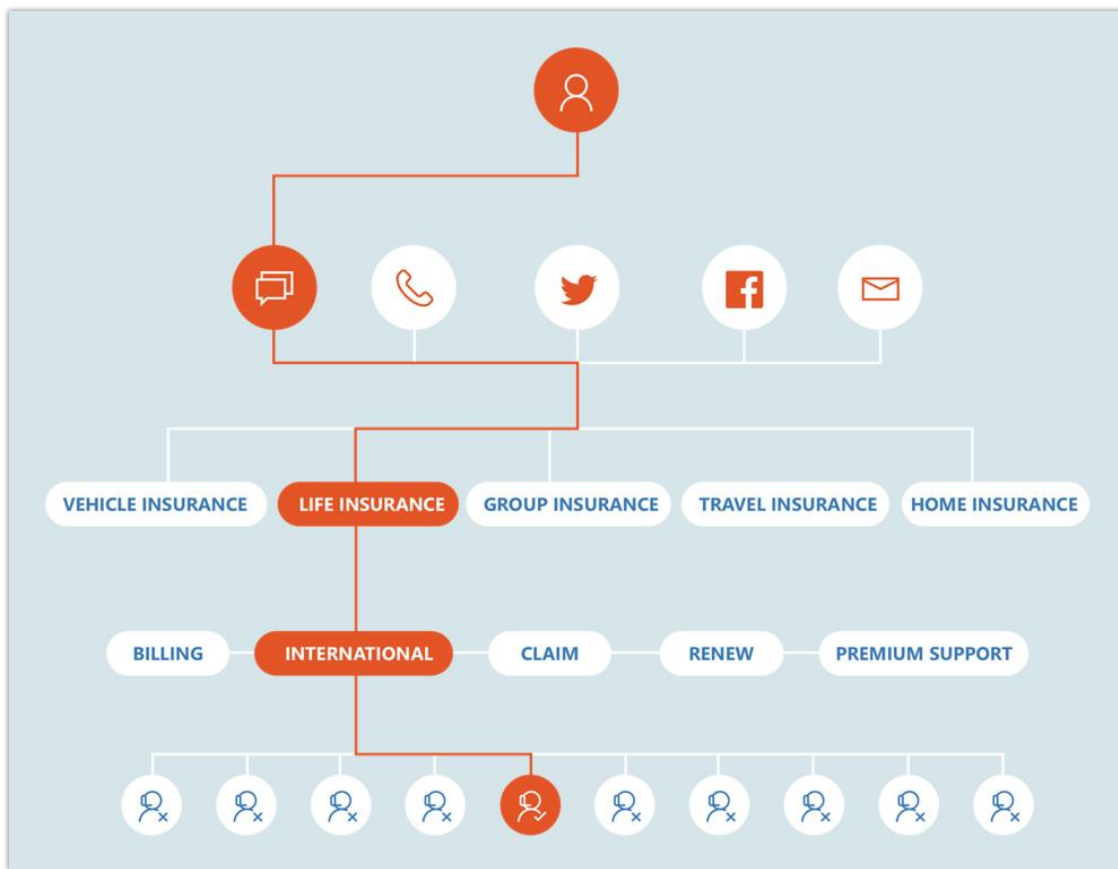 VEHICLE INSURANCE
LIFE INSURANCE
GROUP INSURANCE
TRAVEL INSURANCE
HOME INSURANCE
BILLING
INTERNATIONAL
CLAIM
RENEW
PREMIUM SUPPORT